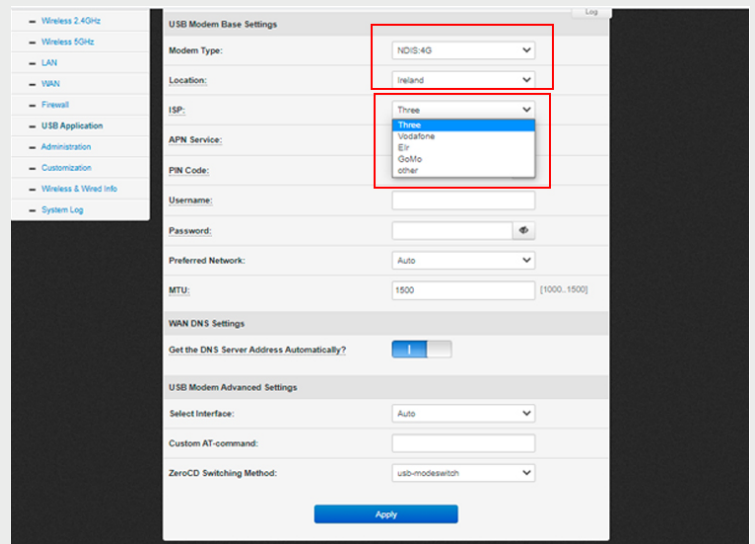 Log
Wireless 2.4GHz
Wireless 5GHz
LAN
WAN
Firewall
USB Application
Administration
Customization
Wireless & Wired Info
System Log
USB Modem Base Settings
Modem Type: NDIS:4G
Location: Ireland
ISP: Three
Three
Vodafone
Eir
GoMo
other
APN Service:
PIN Code:
Username:
Password:
Preferred Network: Auto
MTU: 1500 [1000..1500]
WAN DNS Settings
Get the DNS Server Address Automatically?
USB Modem Advanced Settings
Select Interface: Auto
Custom AT-command:
ZeroCD Switching Method: usb-modeswitch
Apply